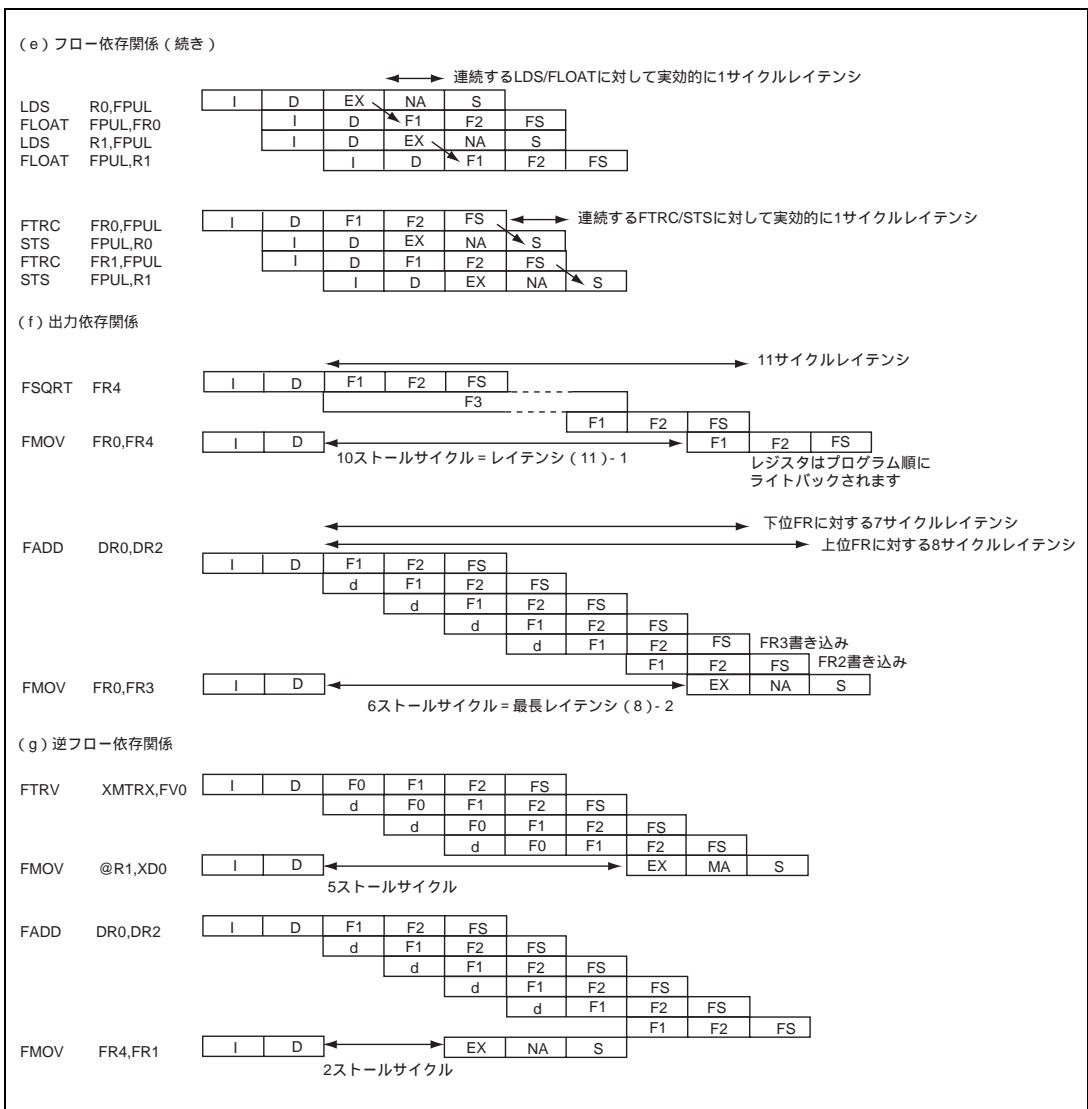 (e)フロー依存関係(続き)
連続するLDS/FLOATに対して実効的に1サイクルレイテンシ
LDS R0,FPUL I D EX NA S
FLOAT FPUL,FR0 I D F1 F2 FS
LDS R1,FPUL I D EX NA S
FLOAT FPUL,R1 I D F1 F2 FS
連続するFTRC/STSに対して実効的に1サイクルレイテンシ
FTRC FR0,FPUL I D F1 F2 FS
STS FPUL,R0 I D EX NA S
FTRC FR1,FPUL I D F1 F2 FS
STS FPUL,R1 I D EX NA S
(f)出力依存関係
11サイクルレイテンシ
FSQRT FR4 I D F1 F2 FS
F3
F1 F2 FS
FMOV FR0,FR4 I D F1 F2 FS
10ストールサイクル=レイテンシ(11)- 1
レジスタはプログラム順に
ライトバックされます
下位FRに対する7サイクルレイテンシ
上位FRに対する8サイクルレイテンシ
FADD DR0,DR2 I D F1 F2 FS
d F1 F2 FS
d F1 F2 FS
d F1 F2 FS
d F1 F2 FS FR3書き込み
F1 F2 FS FR2書き込み
FMOV FR0,FR3 I D EX NA S
6ストールサイクル=最長レイテンシ(8)- 2
(g)逆フロー依存関係
FTRV XMTRX,FV0 I D F0 F1 F2 FS
d F0 F1 F2 FS
d F0 F1 F2 FS
d F0 F1 F2 FS
FMOV @R1,XD0 I D EX MA S
5ストールサイクル
FADD DR0,DR2 I D F1 F2 FS
d F1 F2 FS
d F1 F2 FS
d F1 F2 FS
d F1 F2 FS
F1 F2 FS
FMOV FR4,FR1 I D EX NA S
2ストールサイクル